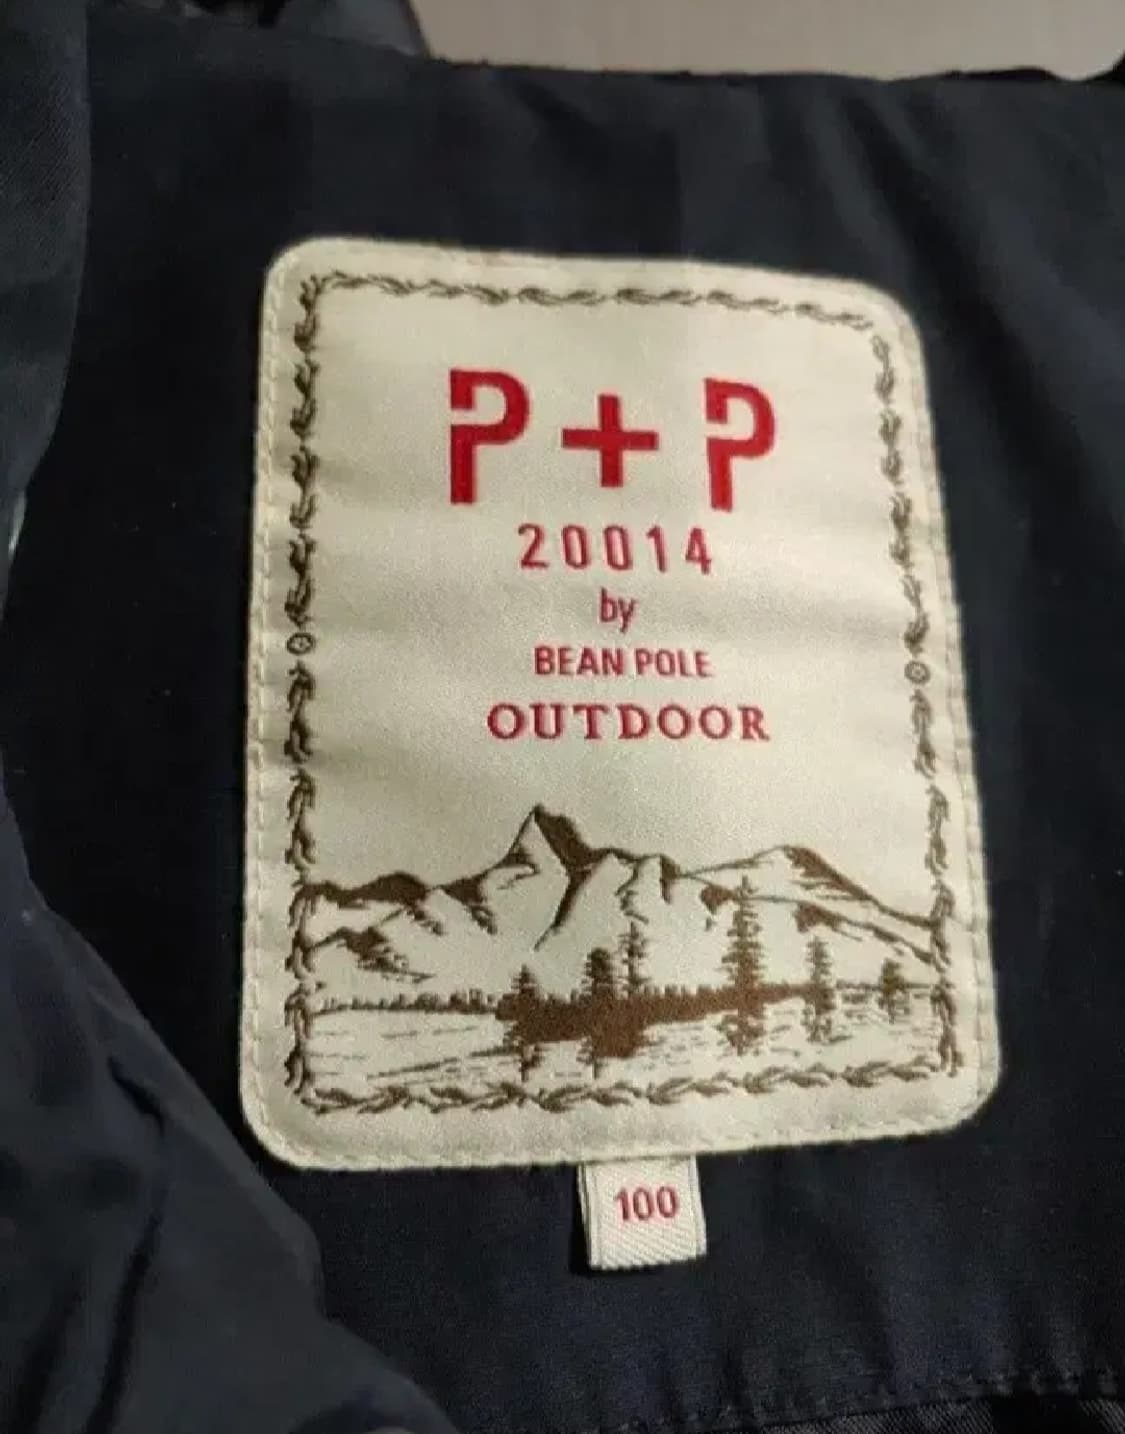 P+P
20014
by
BEAN POLE
OUTDOOR
100